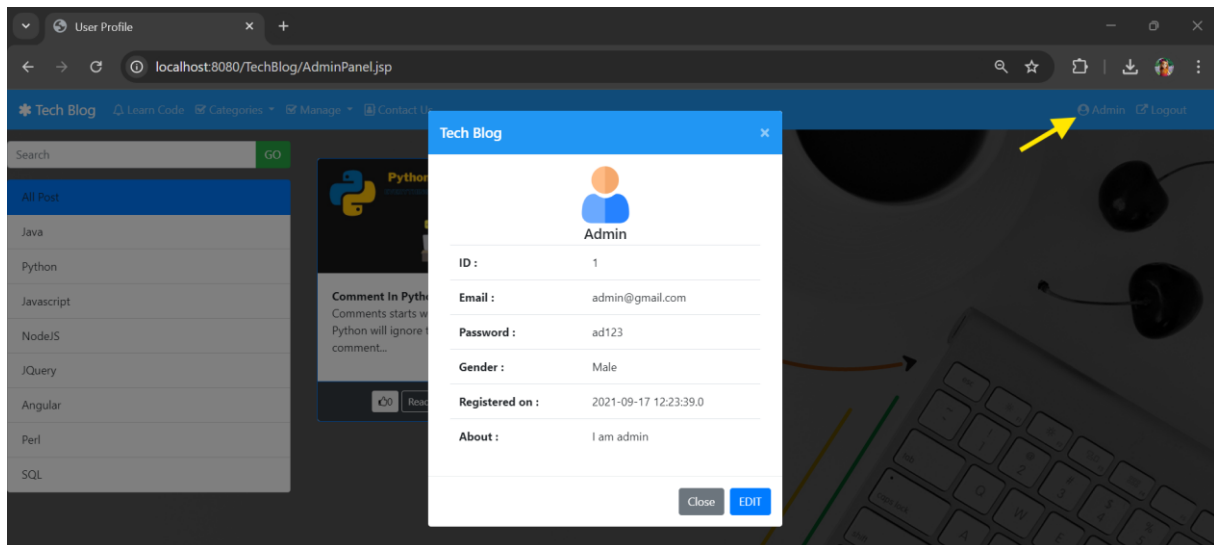 User Profile
localhost:8080/TechBlog/AdminPanel.jsp
Tech Blog Learn Code Categories Manage Contact Us Admin Logout
Search GO
All Post
Java
Python
Javascript
NodeJS
JQuery
Angular
Perl
SQL
Python
Comment In Pyth
Comments starts w
Python will ignore t
comment...
0 Read
Tech Blog ×
Admin
ID : 1
Email : admin@gmail.com
Password : ad123
Gender : Male
Registered on : 2021-09-17 12:23:39.0
About : I am admin
Close EDIT